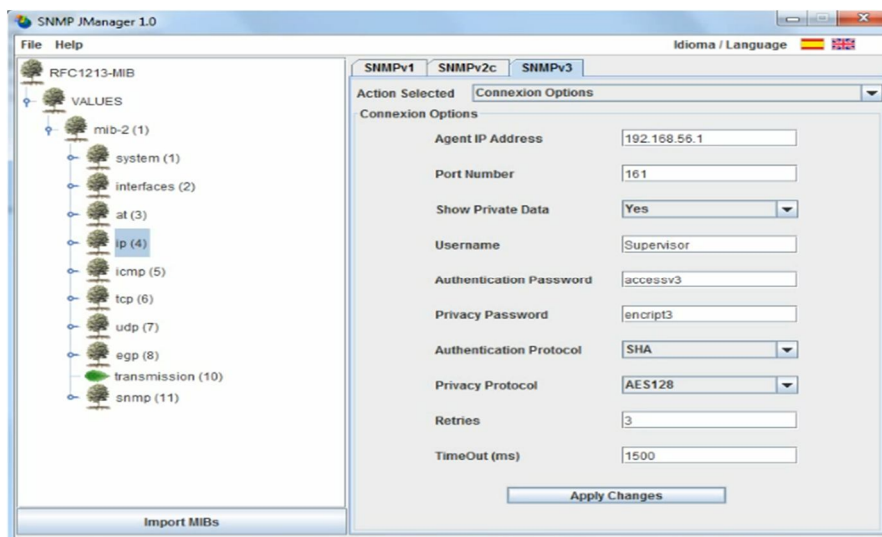 SNMP JManager 1.0
File Help
Idioma / Language
RFC1213-MIB
VALUES
mib-2 (1)
system (1)
interfaces (2)
at (3)
ip (4)
icmp (5)
tcp (6)
udp (7)
egp (8)
transmission (10)
snmp (11)
Import MIBs
SNMPv1 SNMPv2c SNMPv3
Action Selected Connexion Options
Connexion Options
Agent IP Address 192.168.56.1
Port Number 161
Show Private Data Yes
Username Supervisor
Authentication Password accessv3
Privacy Password encript3
Authentication Protocol SHA
Privacy Protocol AES128
Retries 3
TimeOut (ms) 1500
Apply Changes